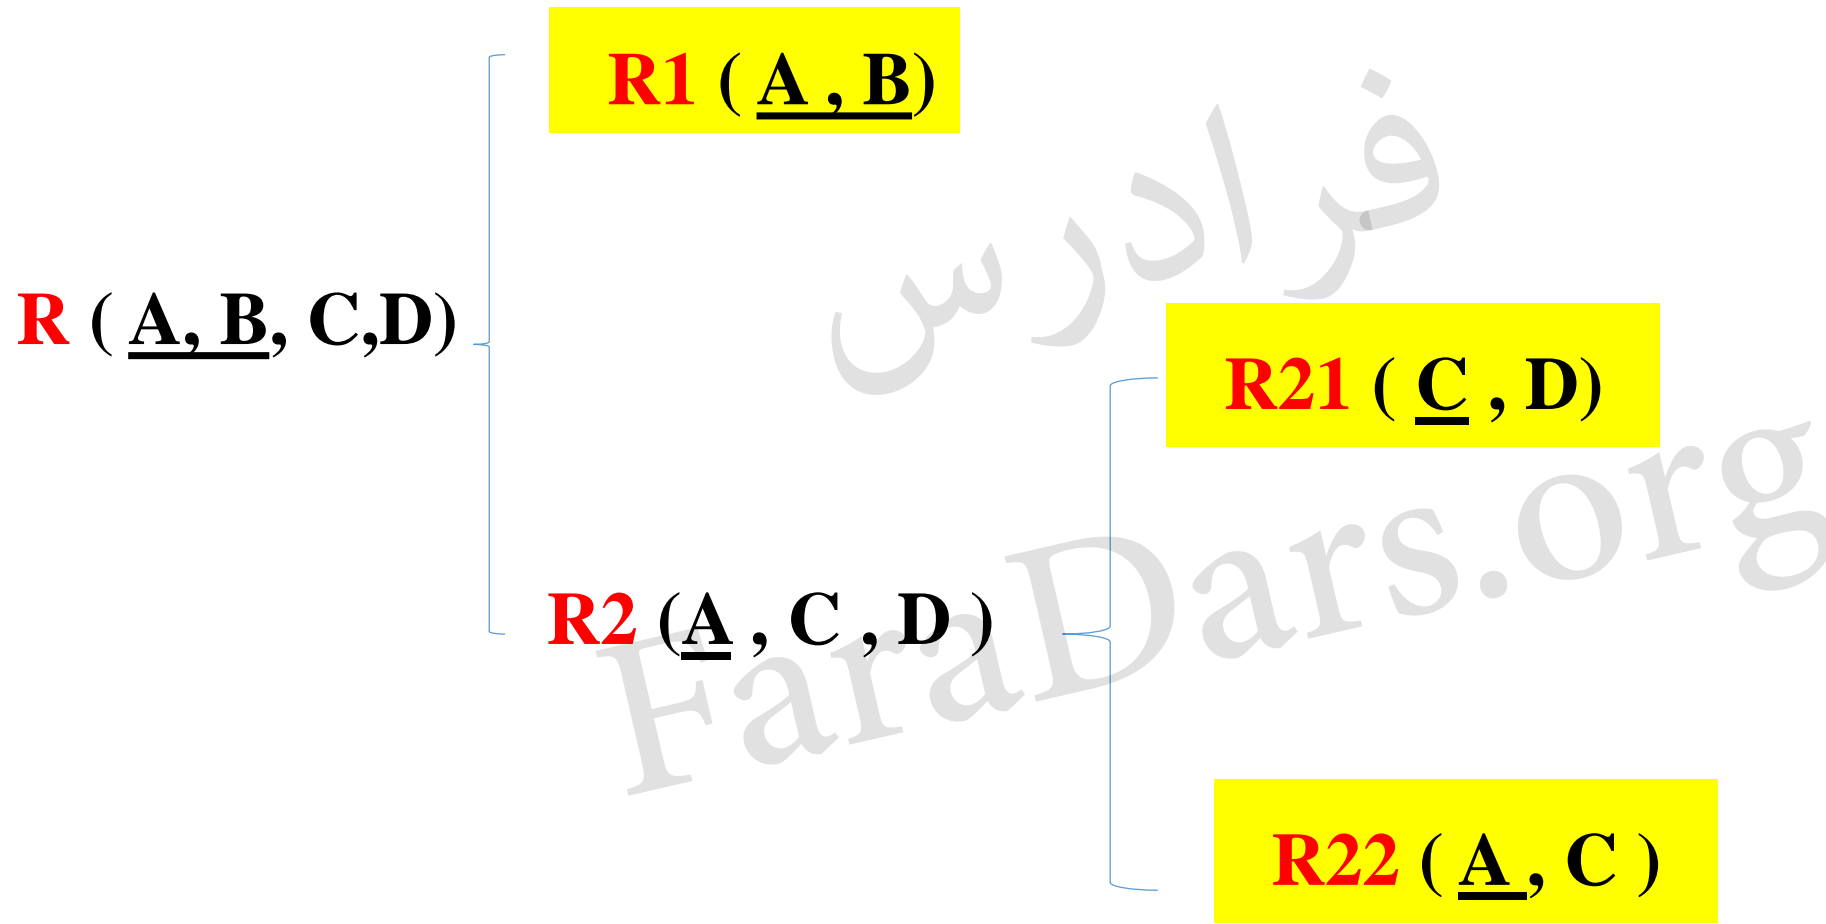 R1 ( A , B)
R ( A, B, C,D)
R21 ( C , D)
R2 (A , C , D )
R22 ( A , C )
فرادرس
FaraDars.org